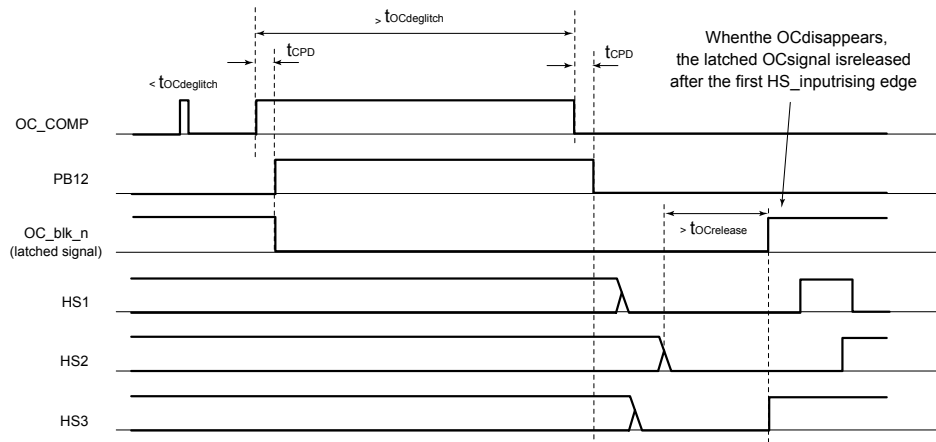 > tOCdeglitch
tCPD
tCPD
< tOCdeglitch
Whenthe OCdisappears,
the latched OCsignal isreleased
after the first HS_inputrising edge
OC_COMP
PB12
OC_blk_n
(latched signal)
> tOCrelease
HS1
HS2
HS3